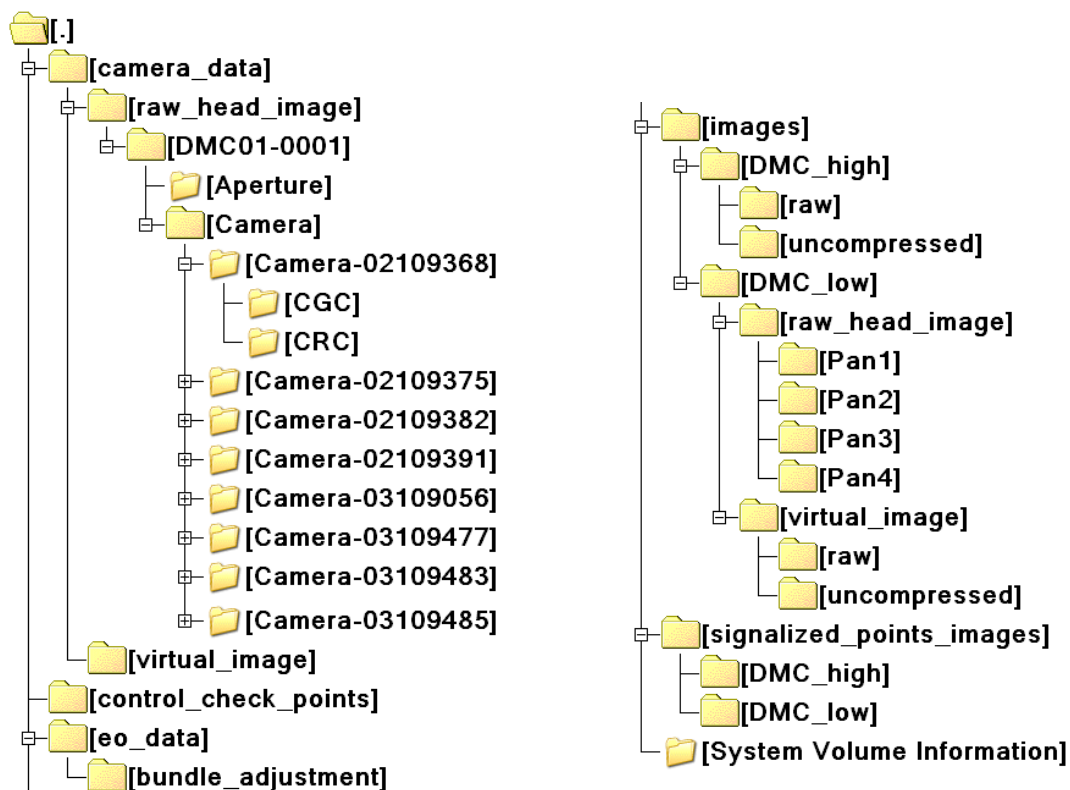 [.]
[camera_data]
[raw_head_image]
[DMC01-0001]
[Aperture]
[Camera]
[Camera-02109368]
[CGC]
[CRC]
[Camera-02109375]
[Camera-02109382]
[Camera-02109391]
[Camera-03109056]
[Camera-03109477]
[Camera-03109483]
[Camera-03109485]
[virtual_image]
[control_check_points]
[eo_data]
[bundle_adjustment]
[images]
[DMC_high]
[raw]
[uncompressed]
[DMC_low]
[raw_head_image]
[Pan1]
[Pan2]
[Pan3]
[Pan4]
[virtual_image]
[raw]
[uncompressed]
[signalized_points_images]
[DMC_high]
[DMC_low]
[System Volume Information]